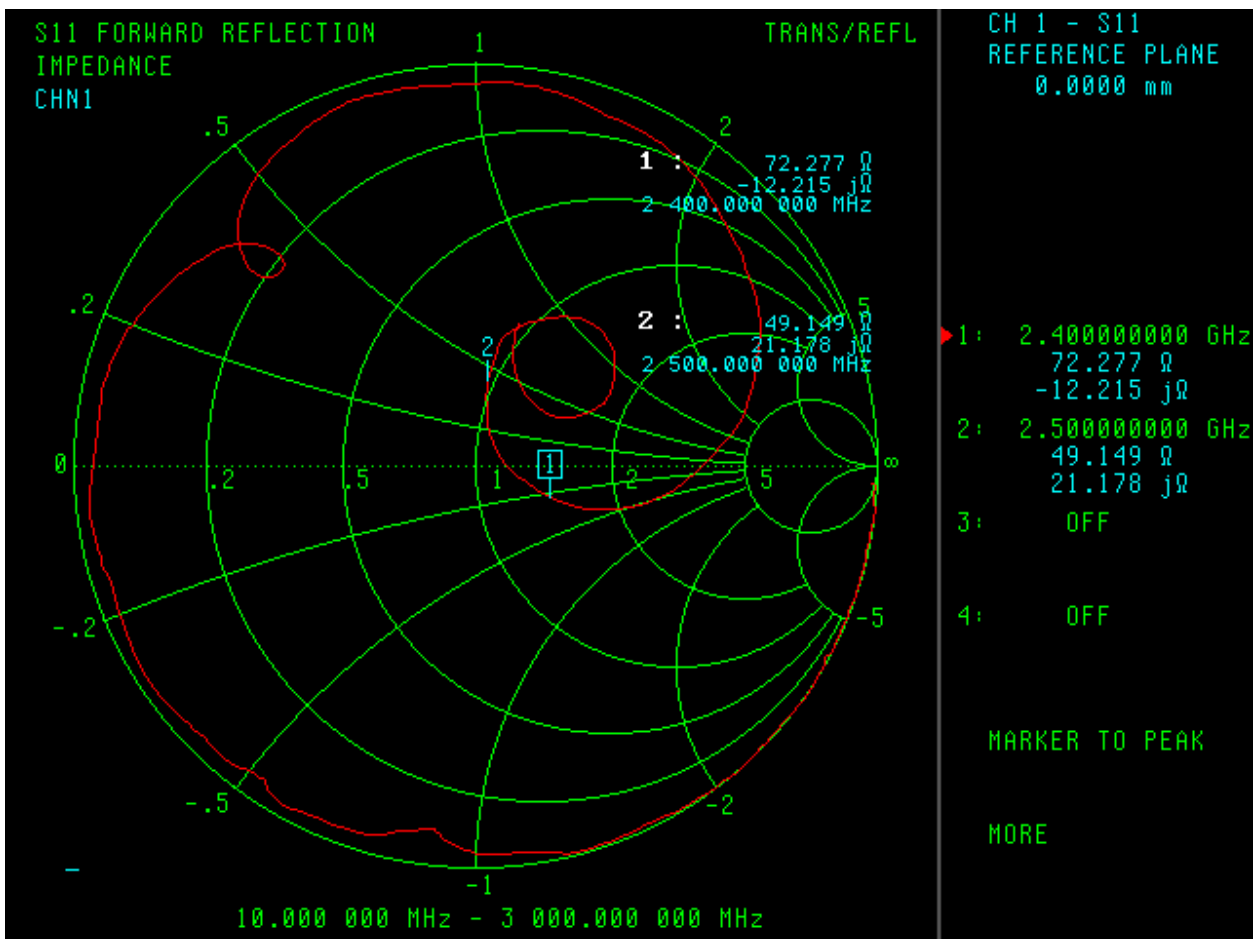 S11 FORWARD REFLECTION
IMPEDANCE
CHN1
TRANS/REFL
1
.5
2
1 :
72.277 Ω
-12.215 jΩ
2 400.000 000 MHz
.2
5
2 :
49.149 Ω
21.178 jΩ
2 500.000 000 MHz
2
0
.2
.5
1
1
2
5
∞
-.2
-5
-.5
-2
-1
10.000 000 MHz - 3 000.000 000 MHz
CH 1 - S11
REFERENCE PLANE
0.0000 mm
1: 2.400000000 GHz
72.277 Ω
-12.215 jΩ
2: 2.500000000 GHz
49.149 Ω
21.178 jΩ
3: OFF
4: OFF
MARKER TO PEAK
MORE